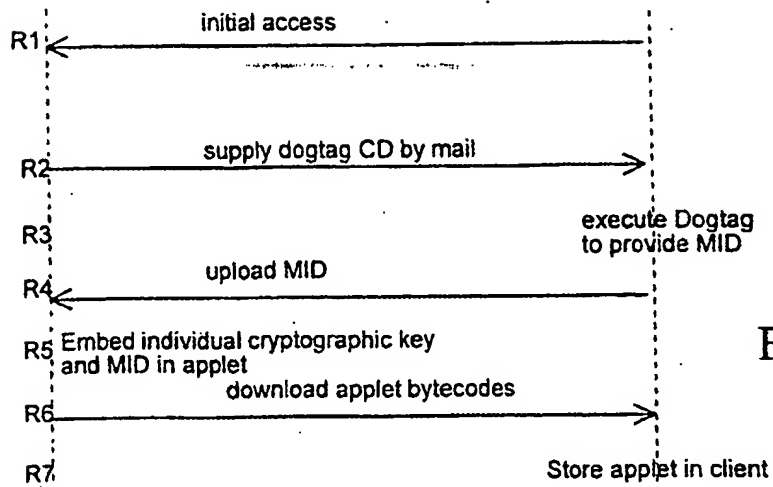 initial access
R1
supply dogtag CD by mail
R2
execute Dogtag
R3
to provide MID
upload MID
R4
R5 Embed individual cryptographic key
and MID in applet
download applet bytecodes
R6
R7
Store applet in client